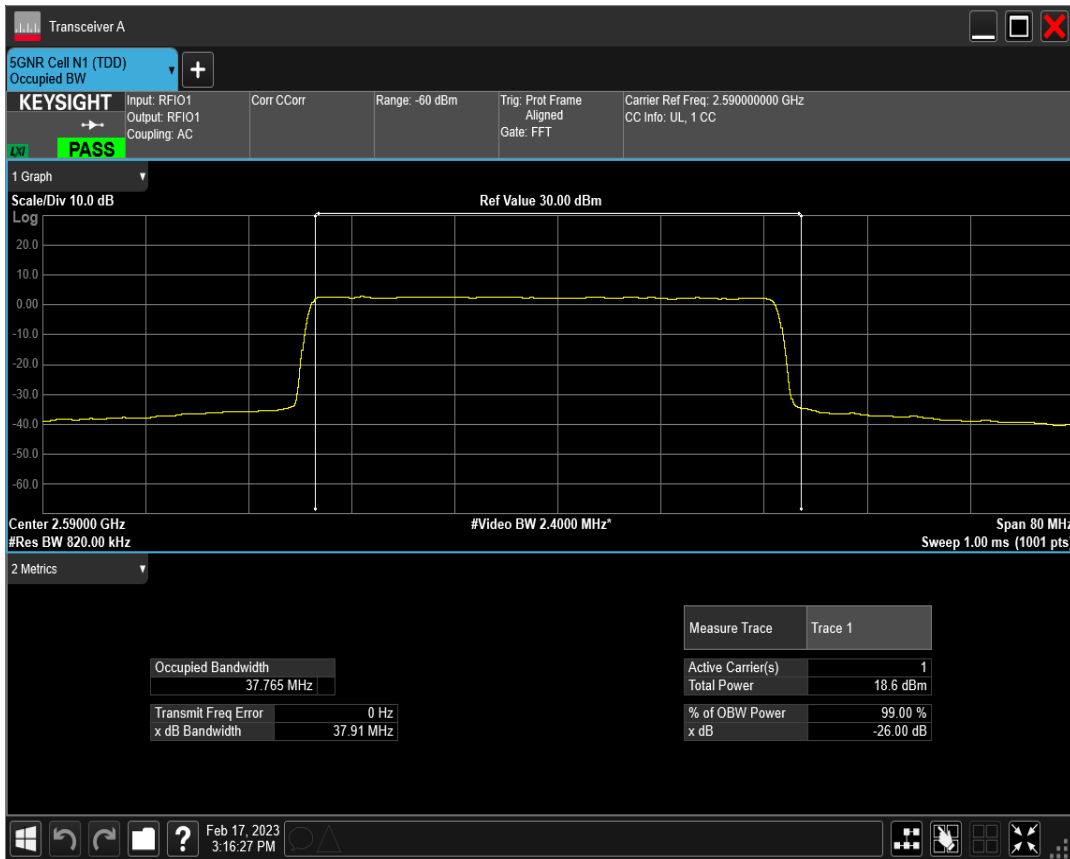 Transceiver A
5GNR Cell N1 (TDD)
Occupied BW
+
KEYSIGHT
LXI
PASS
Input: RFIO1
Output: RFIO1
Coupling: AC
Corr CCorr
Range: -60 dBm
Trig: Prot Frame
Aligned
Gate: FFT
Carrier Ref Freq: 2.590000000 GHz
CC Info: UL, 1 CC
1 Graph
Scale/Div 10.0 dB
Ref Value 30.00 dBm
Log
20.0
10.0
0.00
-10.0
-20.0
-30.0
-40.0
-50.0
-60.0
Center 2.59000 GHz
#Video BW 2.4000 MHz*
Span 80 MHz
#Res BW 820.00 kHz
Sweep 1.00 ms (1001 pts)
2 Metrics
Measure Trace Trace 1
Occupied Bandwidth
37.765 MHz
Active Carrier(s) 1
Total Power 18.6 dBm
Transmit Freq Error 0 Hz
x dB Bandwidth 37.91 MHz
% of OBW Power 99.00 %
x dB -26.00 dB
?
Feb 17, 2023
3:16:27 PM